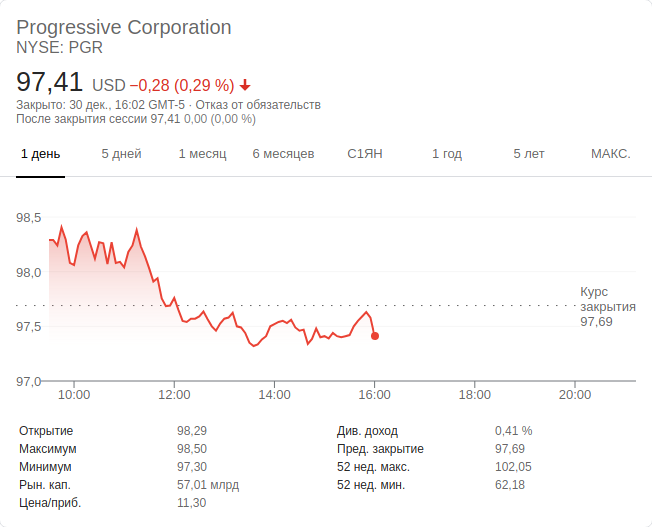 Progressive Corporation
NYSE: PGR
97,41 USD −0,28 (0,29 %)
Закрыто: 30 дек., 16:02 GMT-5 · Отказ от обязательств
После закрытия сессии 97,41 0,00 (0,00 %)
1 день 5 дней 1 месяц 6 месяцев С1ЯН 1 год 5 лет МАКС.
98,5
98,0
97,5
97,0
Курс
закрытия
97,69
10:00 12:00 14:00 16:00 18:00 20:00
Открытие 98,29 Див. доход 0,41 %
Максимум 98,50 Пред. закрытие 97,69
Минимум 97,30 52 нед. макс. 102,05
Рын. кап. 57,01 млрд 52 нед. мин. 62,18
Цена/приб. 11,30